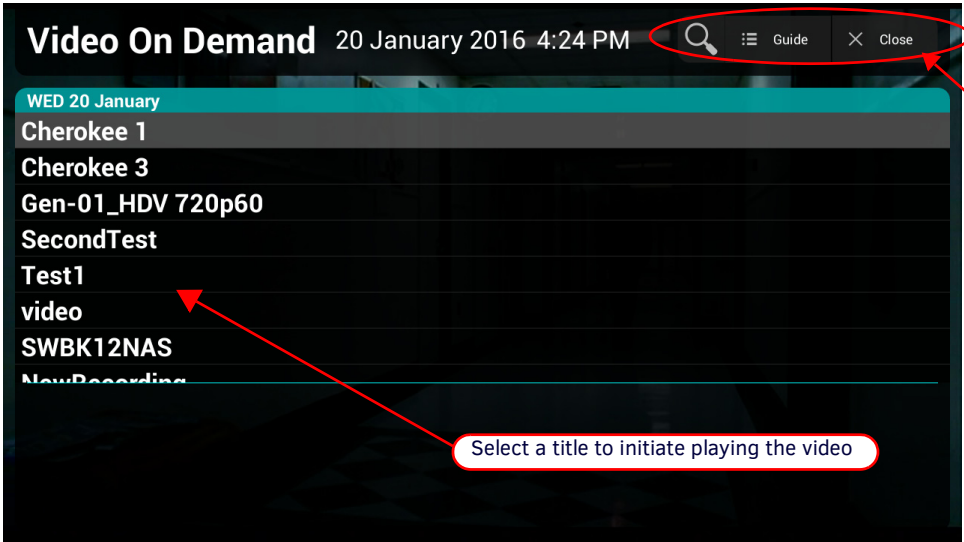 Video On Demand 20 January 2016 4:24 PM Guide Close
WED 20 January
Cherokee 1
Cherokee 3
Gen-01_HDV 720p60
SecondTest
Test1
video
SWBK12NAS
NewRecording
Select a title to initiate playing the video